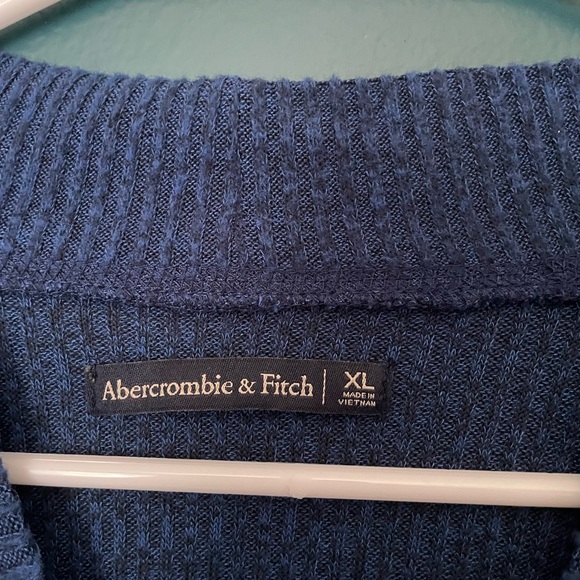 Abercrombie & Fitch | XL
MADE IN
VIETNAM